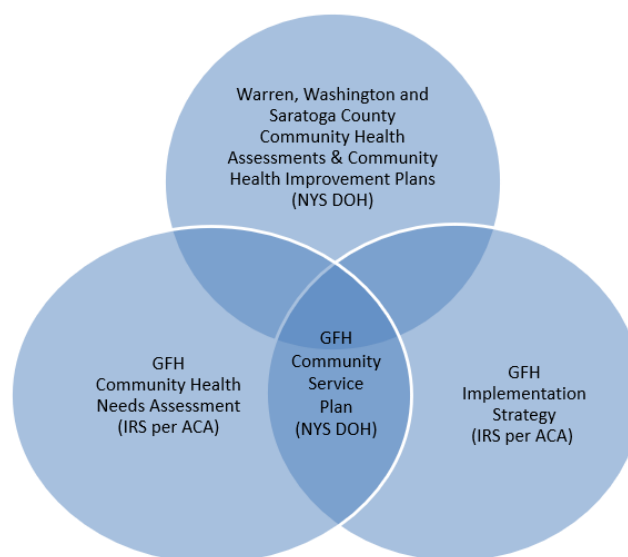 Warren, Washington and
Saratoga County
Community Health
Assessments & Community
Health Improvement Plans
(NYS DOH)
GFH
Community Health
Needs Assessment
(IRS per ACA)
GFH
Community
Service
Plan
(NYS DOH)
GFH
Implementation
Strategy
(IRS per ACA)